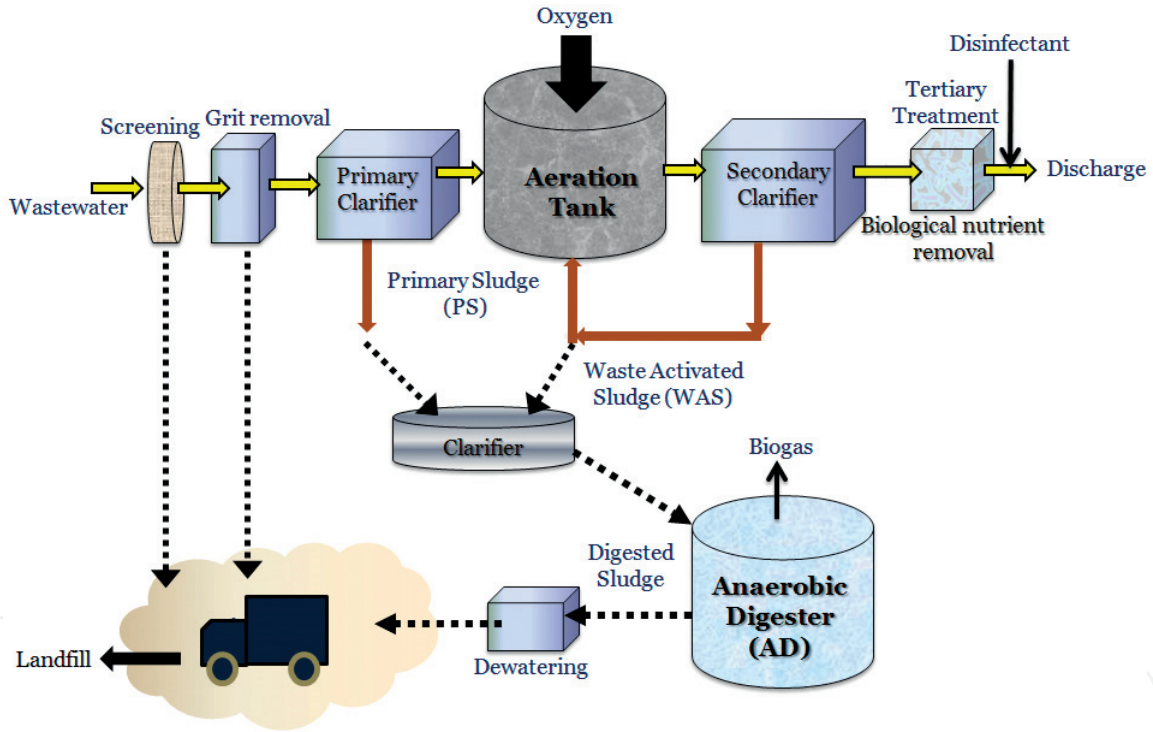 Oxygen
Disinfectant
Screening
Grit removal
Tertiary
Treatment
Wastewater
Primary
Clarifier
Aeration
Tank
Secondary
Clarifier
Discharge
Biological nutrient
removal
Primary Sludge
(PS)
Waste Activated
Sludge (WAS)
Clarifier
Biogas
Digested
Sludge
Anaerobic
Digester
(AD)
Dewatering
Landfill